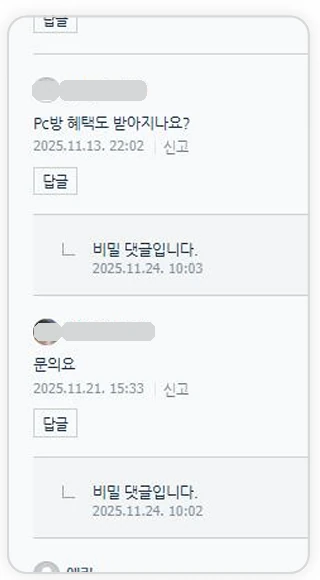 답글
Pc방 혜택도 받아지나요?
2025.11.13. 22:02 신고
답글
비밀 댓글입니다.
2025.11.24. 10:03
문의요
2025.11.21. 15:33 신고
답글
비밀 댓글입니다.
2025.11.24. 10:02